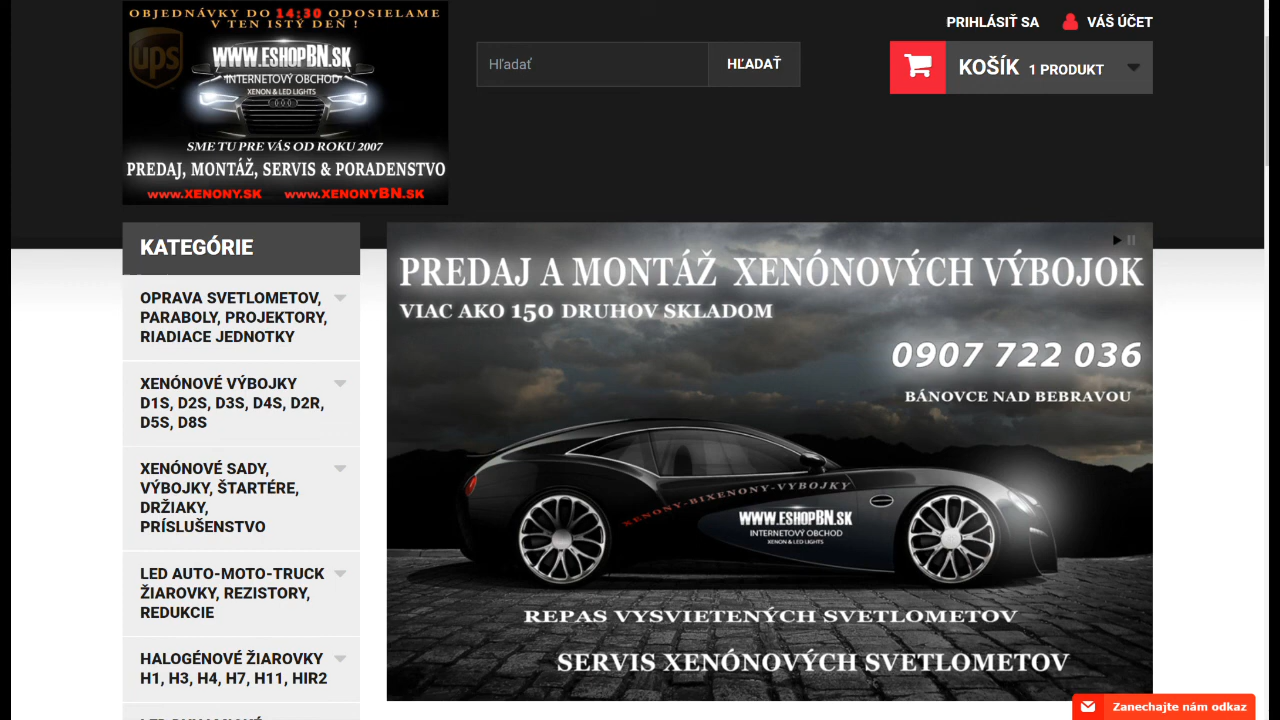 OBJEDNÁVKY DO 14:30 ODOSIELAME
V TEN ISTÝ DEŇ !
ups
WWW.ESHOPBN.SK
INTERNETOVÝ OBCHOD
XENON & LED LIGHTS
SME TU PRE VÁS OD ROKU 2007
PREDAJ, MONTÁŽ, SERVIS & PORADENSTVO
www.XENONY.SK www.XENONYBN.SK
Hľadať
HĽADAŤ
PRIHLÁSIŤ SA
VÁŠ ÚČET
KOŠÍK 1 PRODUKT
KATEGÓRIE
OPRAVA SVETLOMETOV,
PARABOLY, PROJEKTORY,
RIADIACE JEDNOTKY
XENÓNOVÉ VÝBOJKY
D1S, D2S, D3S, D4S, D2R,
D5S, D8S
XENÓNOVÉ SADY,
VÝBOJKY, ŠTARTÉRE,
DRŽIAKY,
PRÍSLUŠENSTVO
LED AUTO-MOTO-TRUCK
ŽIAROVKY, REZISTORY,
REDUKCIE
HALOGÉNOVÉ ŽIAROVKY
H1, H3, H4, H7, H11, HIR2
PREDAJ A MONTÁŽ XENÓNOVÝCH VÝBOJOK
VIAC AKO 150 DRUHOV SKLADOM
0907 722 036
BÁNOVCE NAD BEBRAVOU
XENONY-BIXENONY-VYBOJKY
WWW.ESHOPBN.SK
INTERNETOVÝ OBCHOD
XENON & LED LIGHTS
REPAS VYSVIETENÝCH SVETLOMETOV
SERVIS XENÓNOVÝCH SVETLOMETOV
Zanechajte nám odkaz